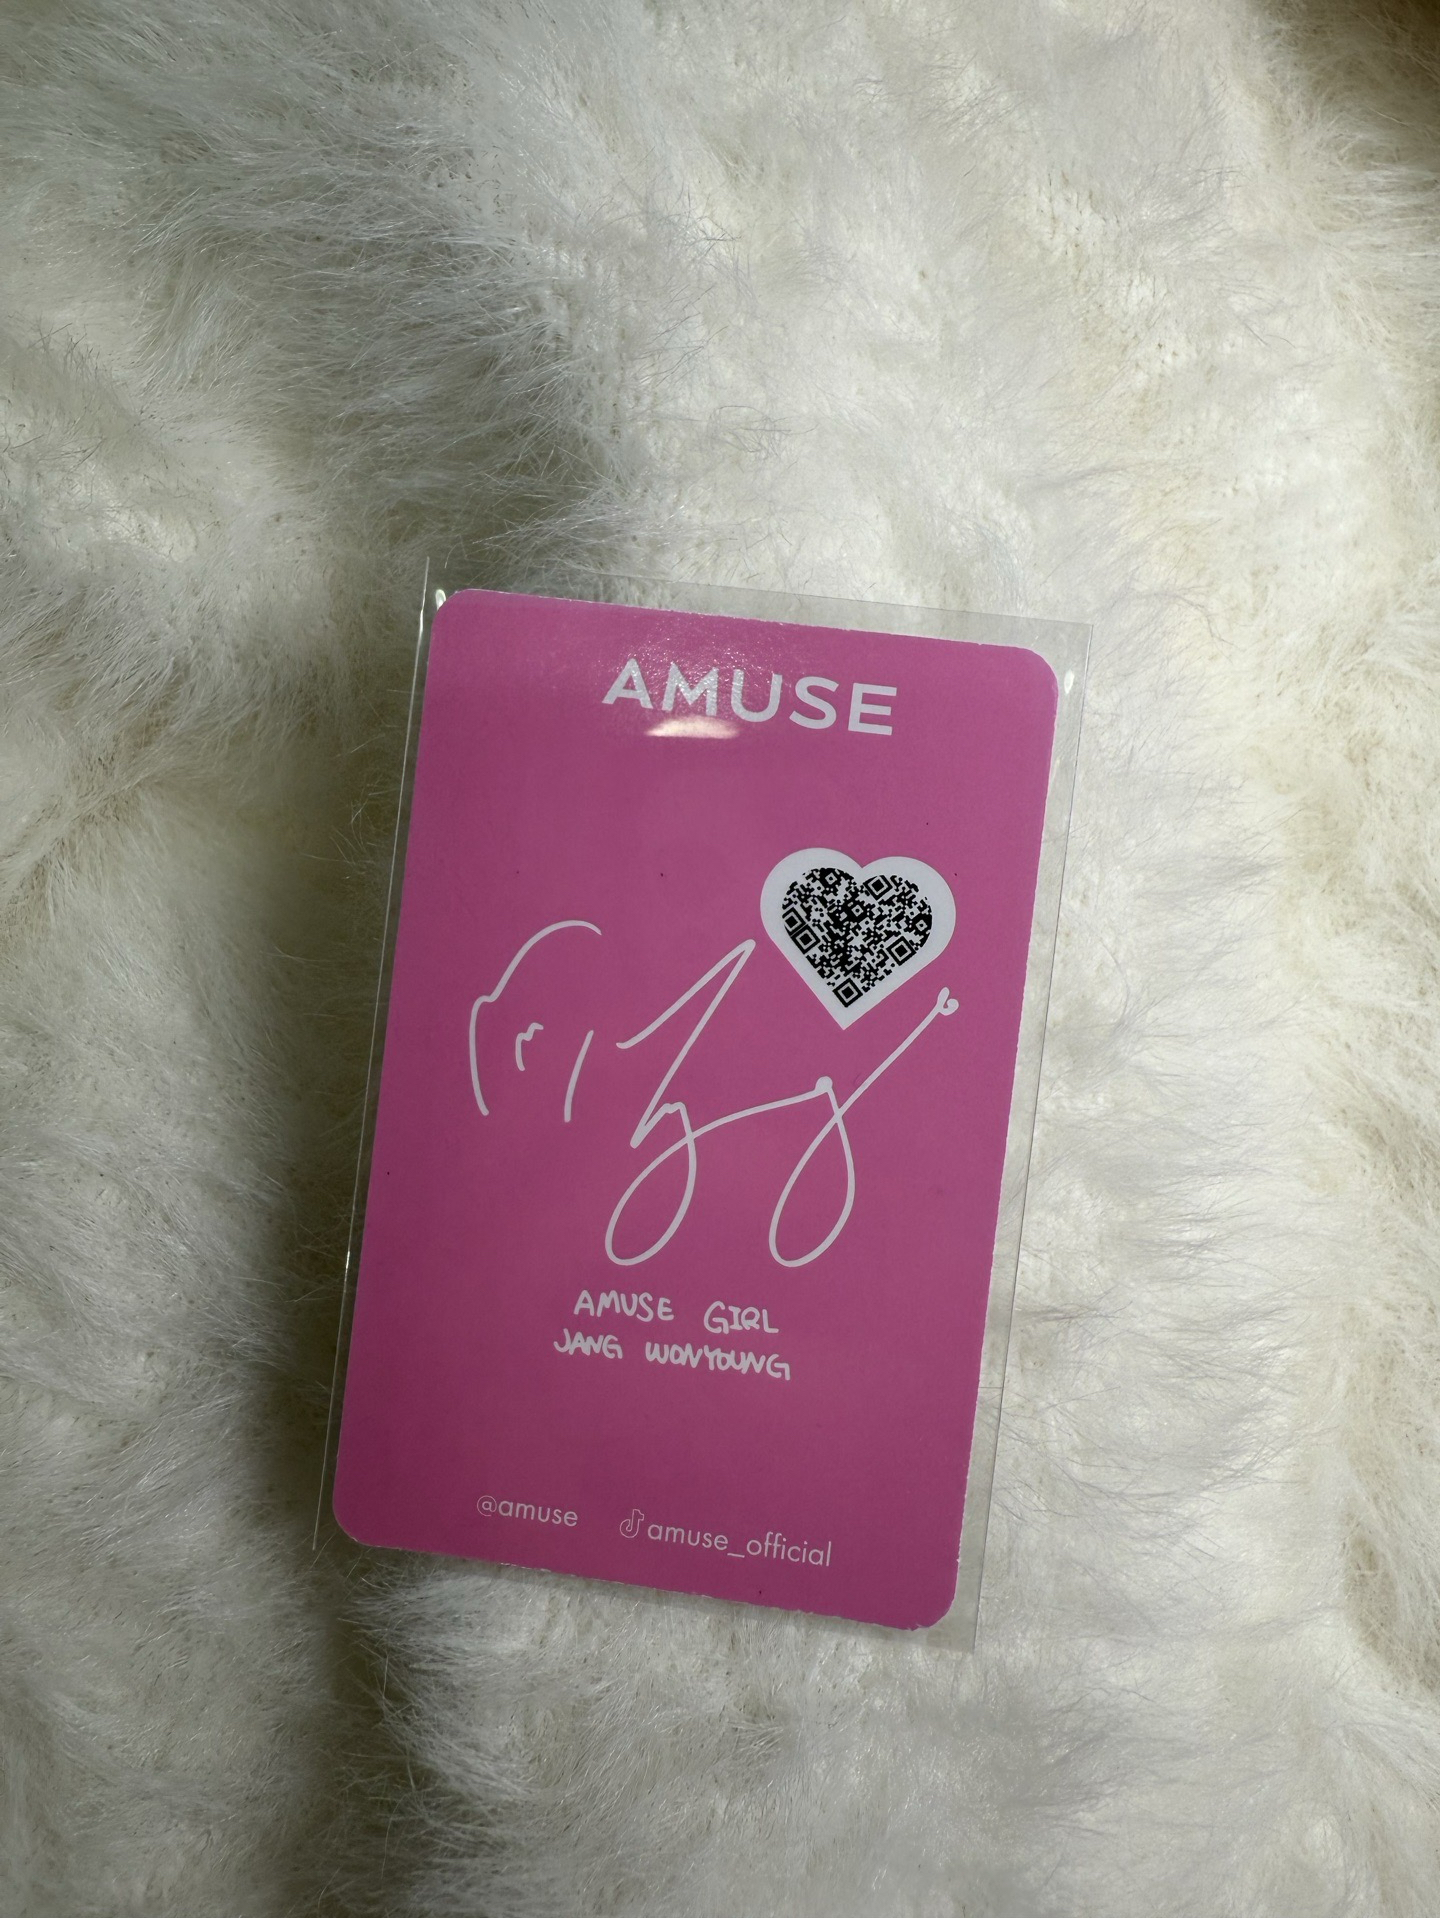 AMUSE
AMUSE GIRL
JANG WONYOUNG
@amuse amuse_official